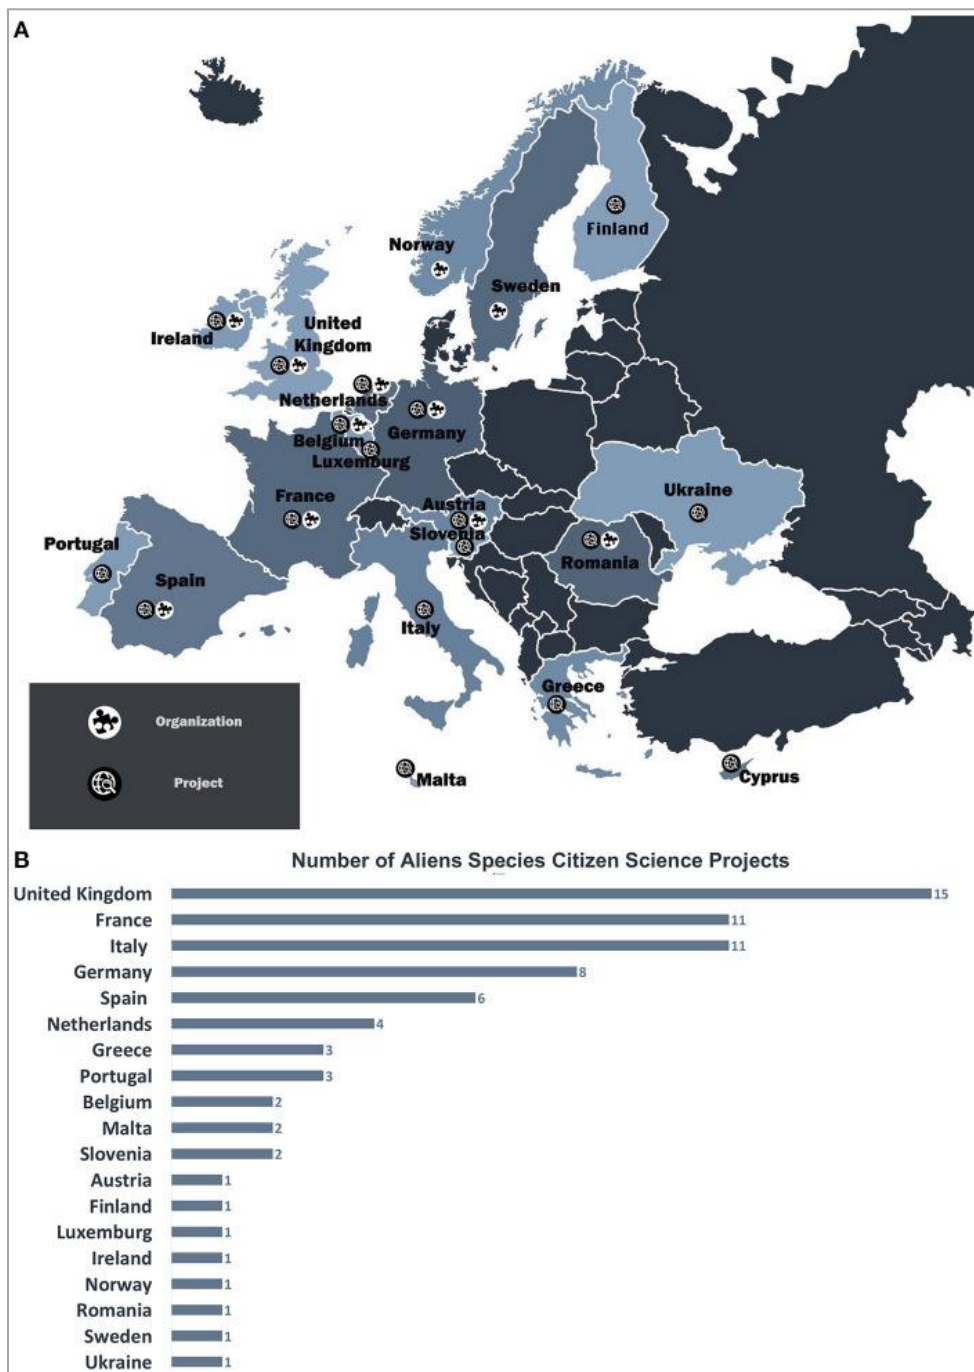 A
Norway
Finland
Sweden
Ireland
United
Kingdom
Netherlands
Belgium
Germany
Luxemburg
France
Austria
Slovenia
Ukraine
Romania
Portugal
Spain
Italy
Greece
Malta
Cyprus
Organization
Project
B
Number of Aliens Species Citizen Science Projects
United Kingdom 15
France 11
Italy 11
Germany 8
Spain 6
Netherlands 4
Greece 3
Portugal 3
Belgium 2
Malta 2
Slovenia 2
Austria 1
Finland 1
Luxemburg 1
Ireland 1
Norway 1
Romania 1
Sweden 1
Ukraine 1